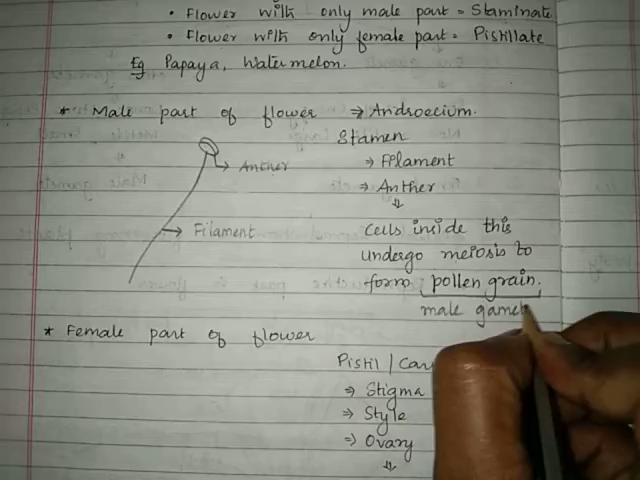 • Flower with only male part = Staminate
• Flower with only female part = Pistillate
Eg Papaya, Watermelon.
* Male part of flower ⇒ Androecium.
Stamen
⇒ Filament
→ Anther
⇒ Anther
→ Filament
cells inside this
undergo meiosis to
form pollen grain.
male gamet
* Female part of flower
Pistil / Car
⇒ Stigma
⇒ Style
⇒ Ovary